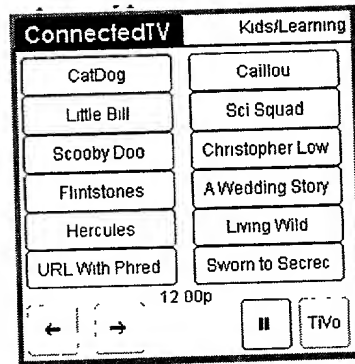 ConnectedTV Kids/Learning
CatDog Caillou
Little Bill Sci Squad
Scooby Doo Christopher Low
Flintstones A Wedding Story
Hercules Living Wild
URL With Phred Sworn to Secrec
12 00p
TiVo